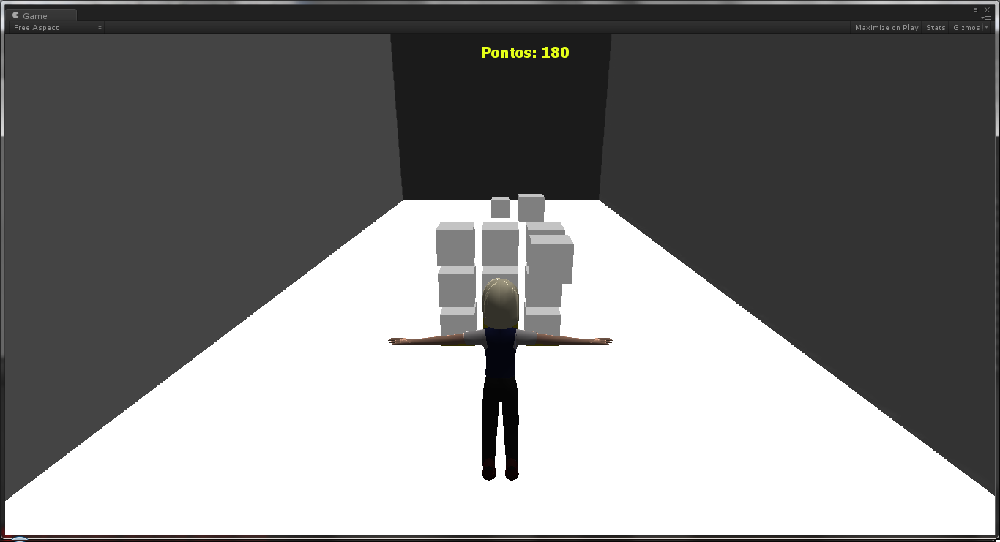 Game
Free Aspect
Maximize on Play Stats Gizmos
Pontos: 180